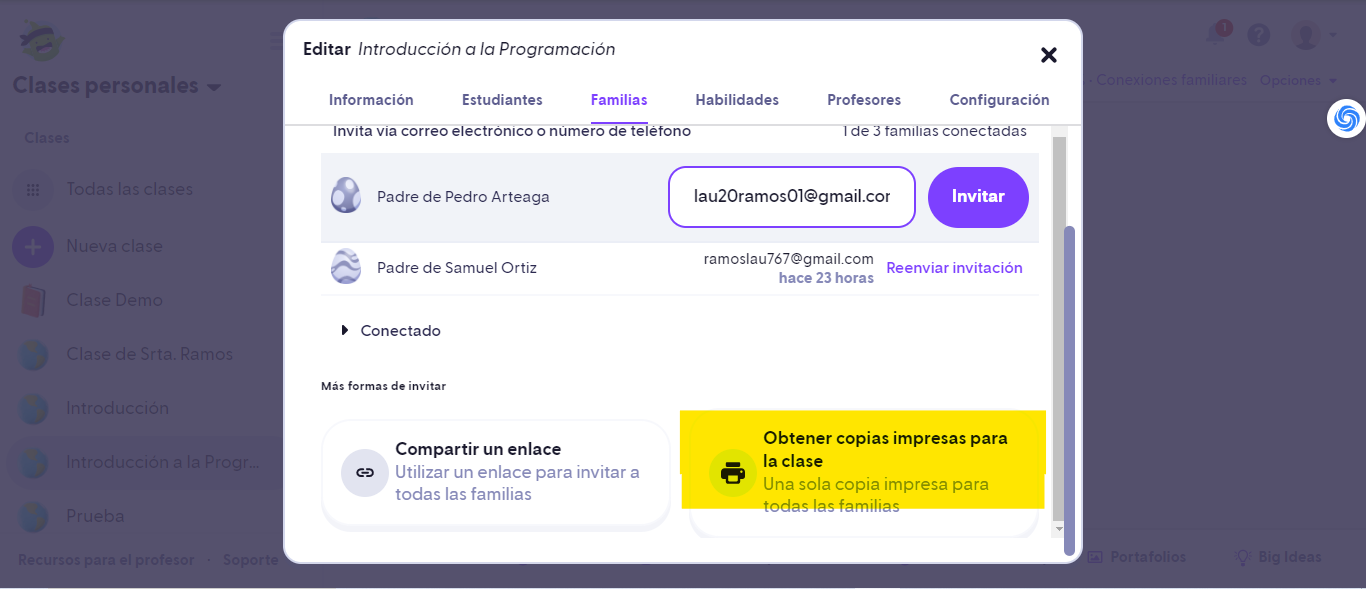 Editar Introducción a la Programación
1
Clases personales
Conexiones familiares Opciones
Información Estudiantes Familias Habilidades Profesores Configuración
Invita vía correo electrónico o número de teléfono 1 de 3 familias conectadas
Clases
Todas las clases
Nueva clase
Clase Demo
Clase de Srta. Ramos
Introducción
Introducción a la Progr...
Prueba
Recursos para el profesor · Soporte
Padre de Pedro Arteaga lau20ramos01@gmail.cor Invitar
Padre de Samuel Ortiz ramoslau767@gmail.com Reenviar invitación
hace 23 horas
Conectado
Más formas de invitar
Compartir un enlace
Utilizar un enlace para invitar a
todas las familias
Obtener copias impresas para
la clase
Una sola copia impresa para
todas las familias
Portafolios Big Ideas